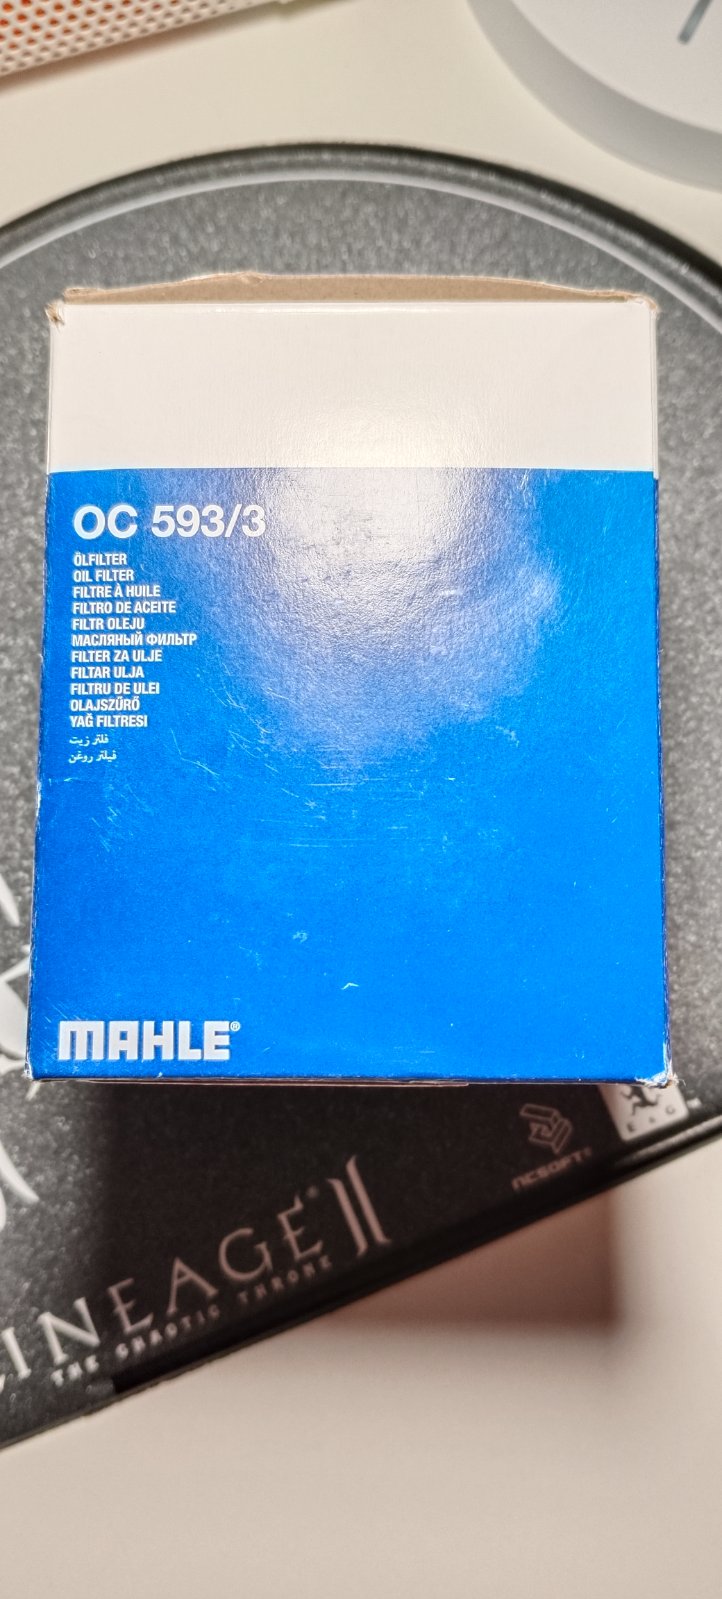 OC 593/3
ÖLFILTER
OIL FILTER
FILTRE À HUILE
FILTRO DE ACEITE
FILTR OLEJU
МАСЛЯНЫЙ ФИЛЬТР
FILTER ZA ULJE
FILTAR ULJA
FILTRU DE ULEI
OLAJSZŰRŐ
YAĞ FILTRESI
فلتر زيت
فیلتر روغن
MAHLE®
EAGL
NCSOFT®
LINEAGE® II
THE CHAOTIC THRONE